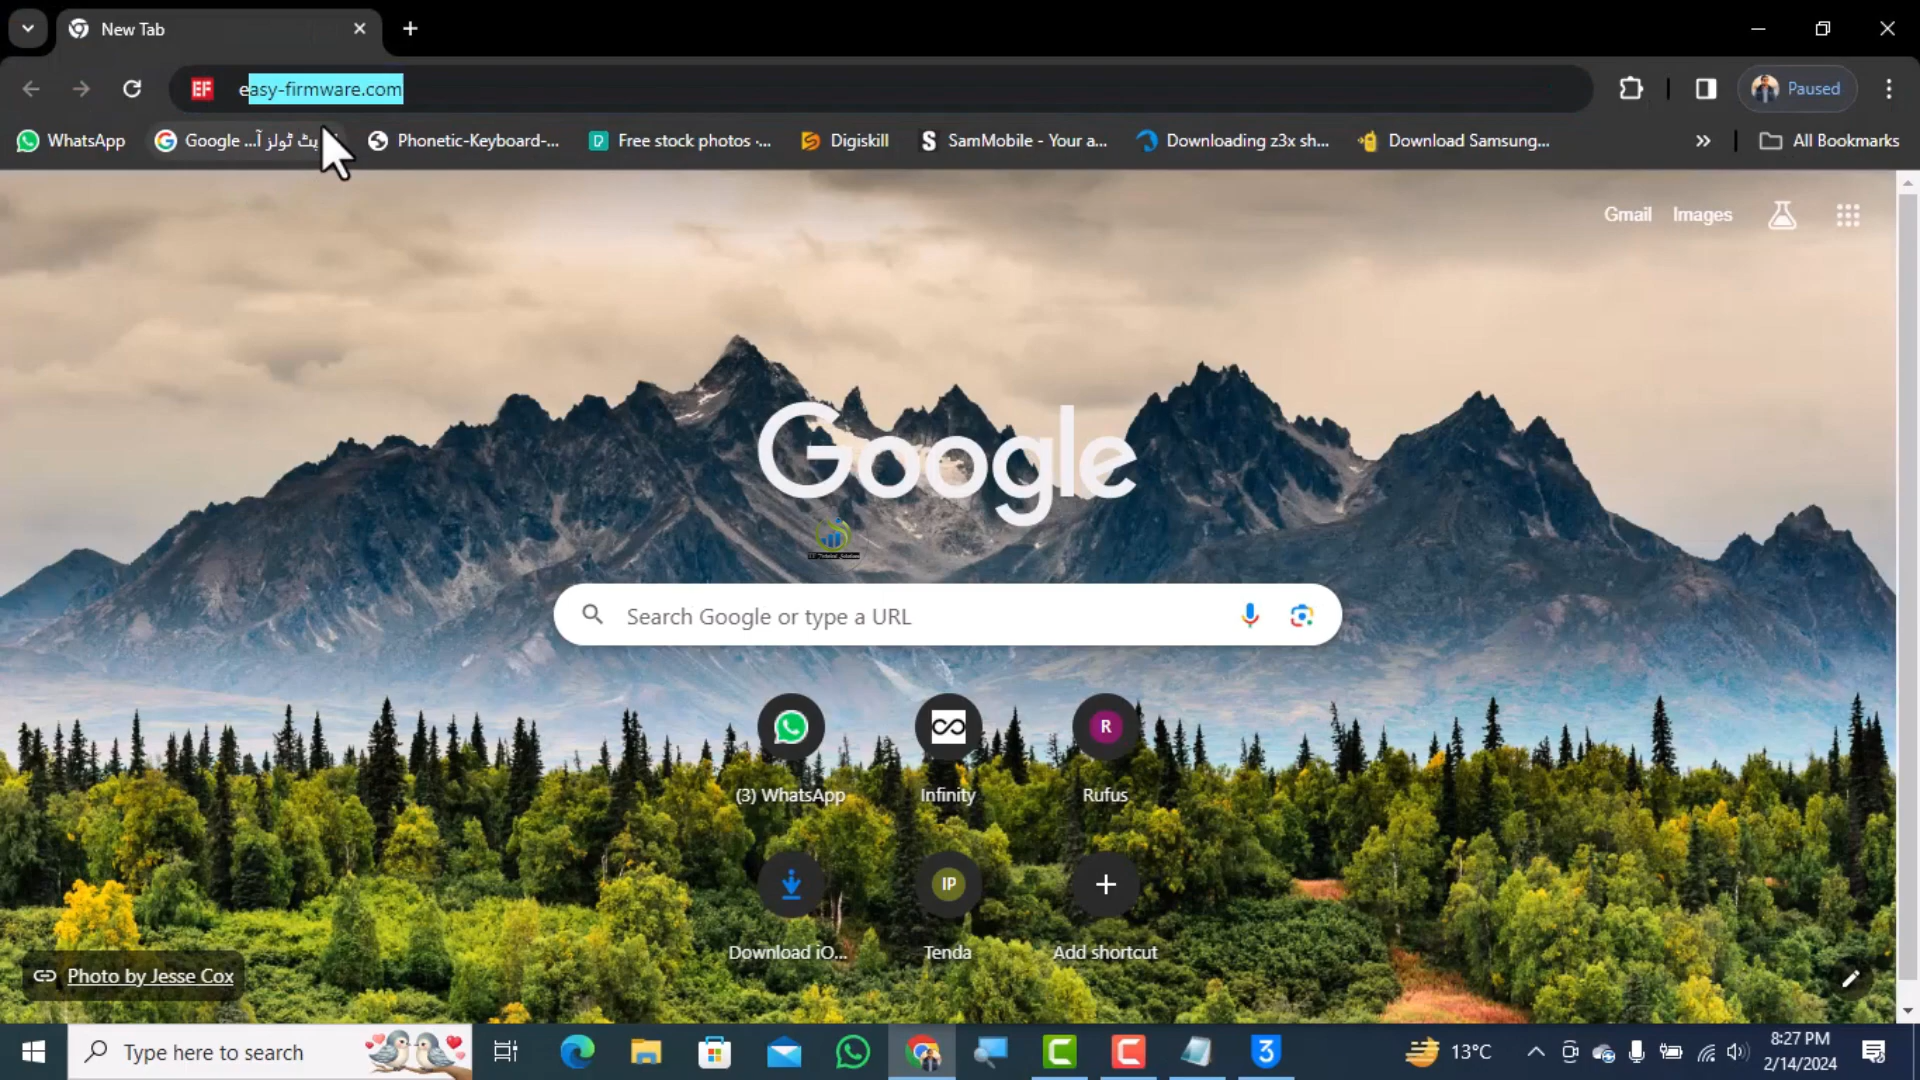 New Tab
EF easy-firmware.com
Paused
WhatsApp
Google ...پٹ ٹولز آ
Phonetic-Keyboard-...
Free stock photos ·...
Digiskill
S SamMobile - Your a...
Downloading z3x sh...
Download Samsung...
All Bookmarks
Gmail
Images
Google
Search Google or type a URL
(3) WhatsApp
Infinity
R
Rufus
Download iO...
IP
Tenda
Add shortcut
Photo by Jesse Cox
Type here to search
3
13°C
8:27 PM
2/14/2024